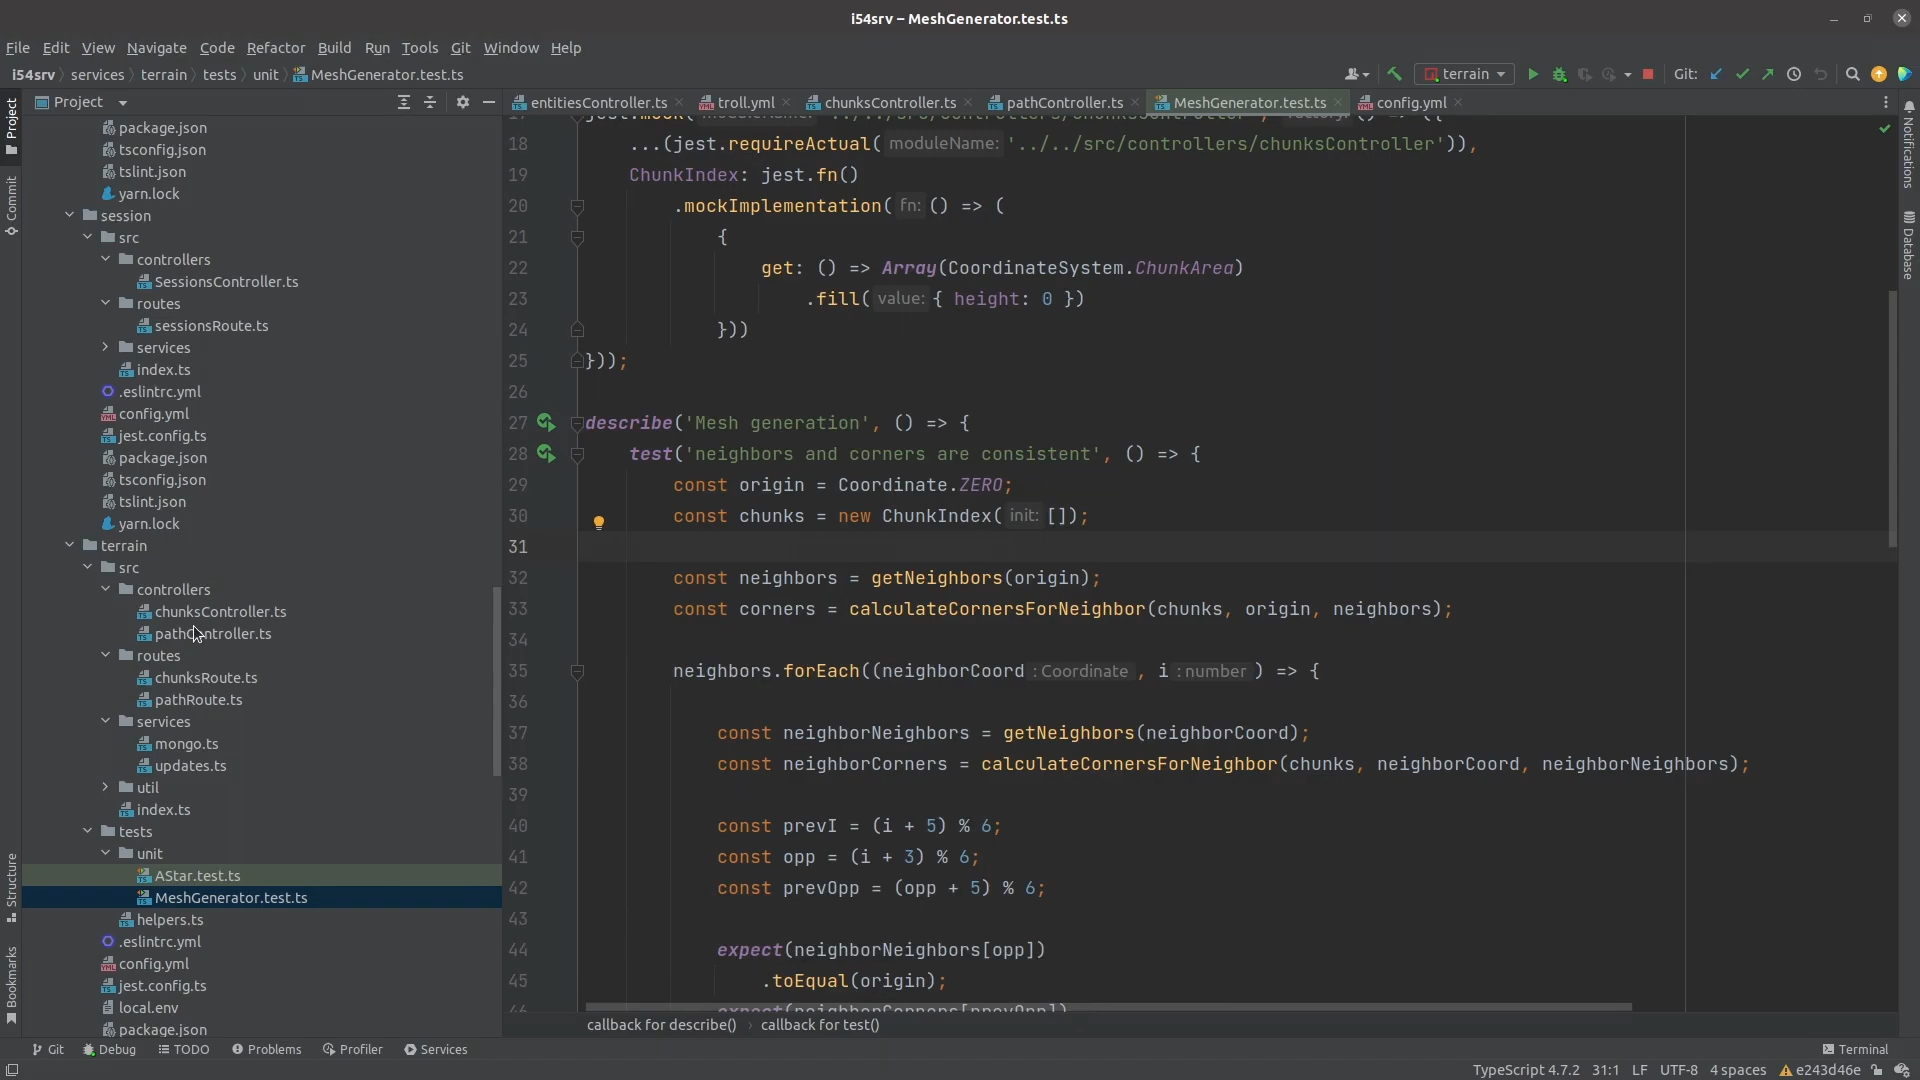 i54srv – MeshGenerator.test.ts
File Edit View Navigate Code Refactor Build Run Tools Git Window Help
i54srv services terrain tests unit MeshGenerator.test.ts
terrain
Git:
Project
entitiesController.ts
troll.yml
chunksController.ts
pathController.ts
MeshGenerator.test.ts
config.yml
Project
Commit
Structure
Bookmarks
Notifications
Database
package.json
tsconfig.json
tslint.json
yarn.lock
session
src
controllers
SessionsController.ts
routes
sessionsRoute.ts
services
index.ts
.eslintrc.yml
config.yml
jest.config.ts
package.json
tsconfig.json
tslint.json
yarn.lock
terrain
src
controllers
chunksController.ts
pathController.ts
routes
chunksRoute.ts
pathRoute.ts
services
mongo.ts
updates.ts
util
index.ts
tests
unit
AStar.test.ts
MeshGenerator.test.ts
helpers.ts
.eslintrc.yml
config.yml
jest.config.ts
local.env
package.json
18 ...(jest.requireActual( moduleName: '../../src/controllers/chunksController')),
19 ChunkIndex: jest.fn()
20 .mockImplementation( fn: () => (
21 {
22 get: () => Array(CoordinateSystem.ChunkArea)
23 .fill( value: { height: 0 })
24 }))
25 }));
26
27 describe('Mesh generation', () => {
28 test('neighbors and corners are consistent', () => {
29 const origin = Coordinate.ZERO;
30 const chunks = new ChunkIndex( init: []);
31
32 const neighbors = getNeighbors(origin);
33 const corners = calculateCornersForNeighbor(chunks, origin, neighbors);
34
35 neighbors.forEach((neighborCoord : Coordinate , i : number ) => {
36
37 const neighborNeighbors = getNeighbors(neighborCoord);
38 const neighborCorners = calculateCornersForNeighbor(chunks, neighborCoord, neighborNeighbors);
39
40 const prevI = (i + 5) % 6;
41 const opp = (i + 3) % 6;
42 const prevOpp = (opp + 5) % 6;
43
44 expect(neighborNeighbors[opp])
45 .toEqual(origin);
callback for describe() callback for test()
Git Debug TODO Problems Profiler Services Terminal
TypeScript 4.7.2 31:1 LF UTF-8 4 spaces e243d46e